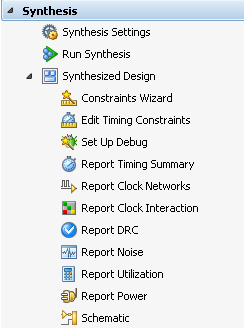 Synthesis
Synthesis Settings
Run Synthesis
Synthesized Design
Constraints Wizard
Edit Timing Constraints
Set Up Debug
Report Timing Summary
Report Clock Networks
Report Clock Interaction
Report DRC
Report Noise
Report Utilization
Report Power
Schematic